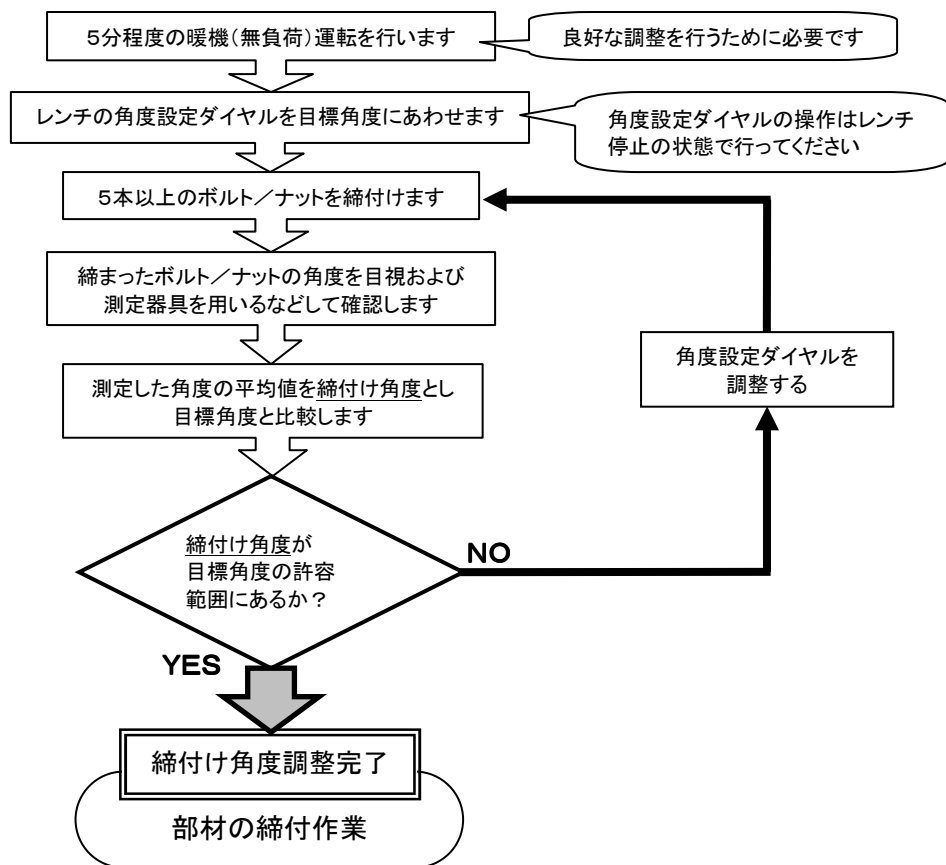 5分程度の暖機(無負荷)運転を行います
良好な調整を行うために必要です
レンチの角度設定ダイヤルを目標角度にあわせます
角度設定ダイヤルの操作はレンチ
停止の状態で行ってください
5本以上のボルト／ナットを締付けます
締まったボルト／ナットの角度を目視および
測定器具を用いるなどして確認します
角度設定ダイヤルを
調整する
測定した角度の平均値を締付け角度とし
目標角度と比較します
締付け角度が
目標角度の許容
範囲にあるか？
NO
YES
締付け角度調整完了
部材の締付作業